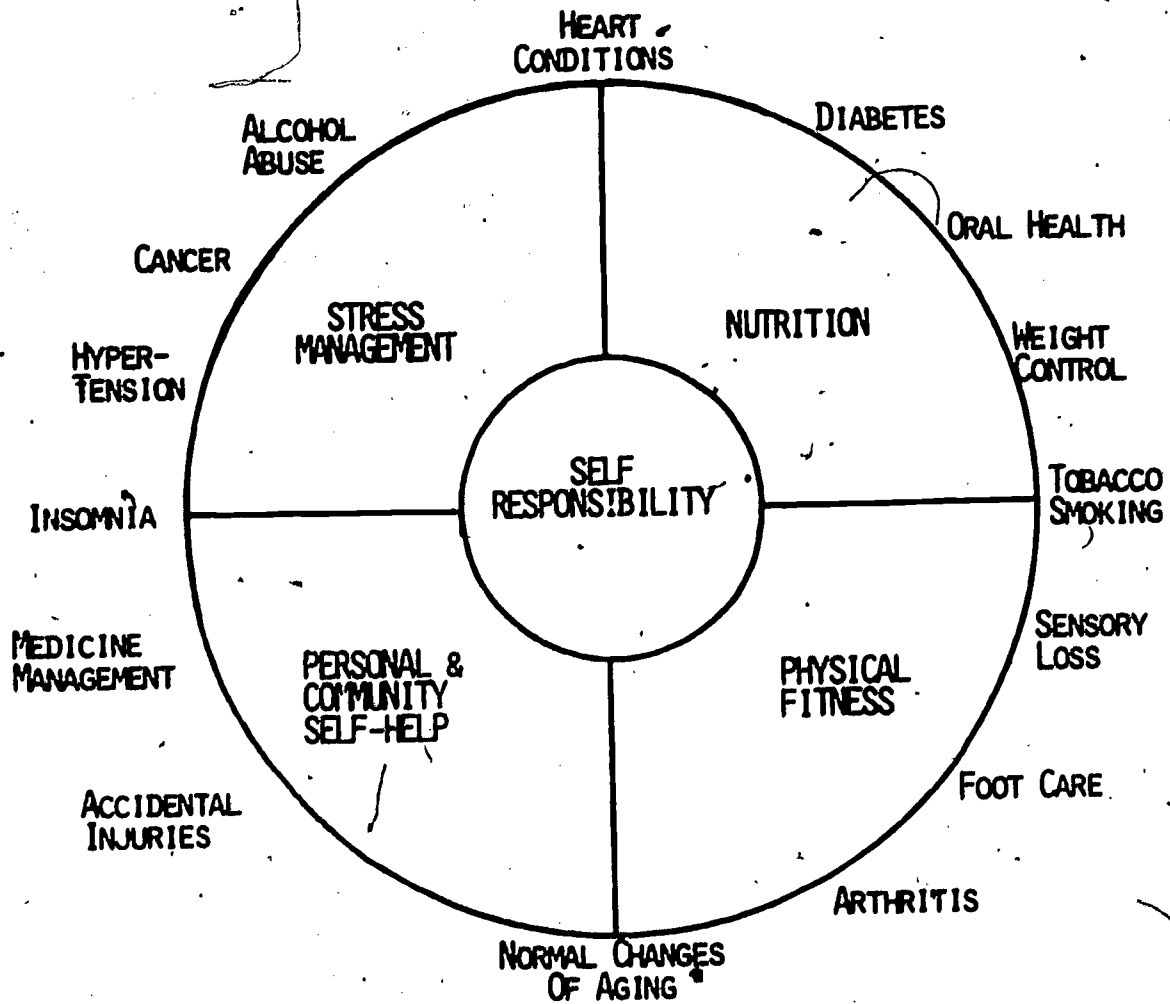 HEART
CONDITIONS
DIABETES
ALCOHOL
ABUSE
ORAL HEALTH
CANCER
STRESS
MANAGEMENT
NUTRITION
WEIGHT
CONTROL
HYPER-
TENSION
SELF
RESPONSIBILITY
TOBACCO
SMOKING
INSOMNIA
SENSORY
LOSS
MEDICINE
MANAGEMENT
PERSONAL &
COMMUNITY
SELF-HELP
PHYSICAL
FITNESS
FOOT CARE
ACCIDENTAL
INJURIES
ARTHRITIS
NORMAL CHANGES
OF AGING